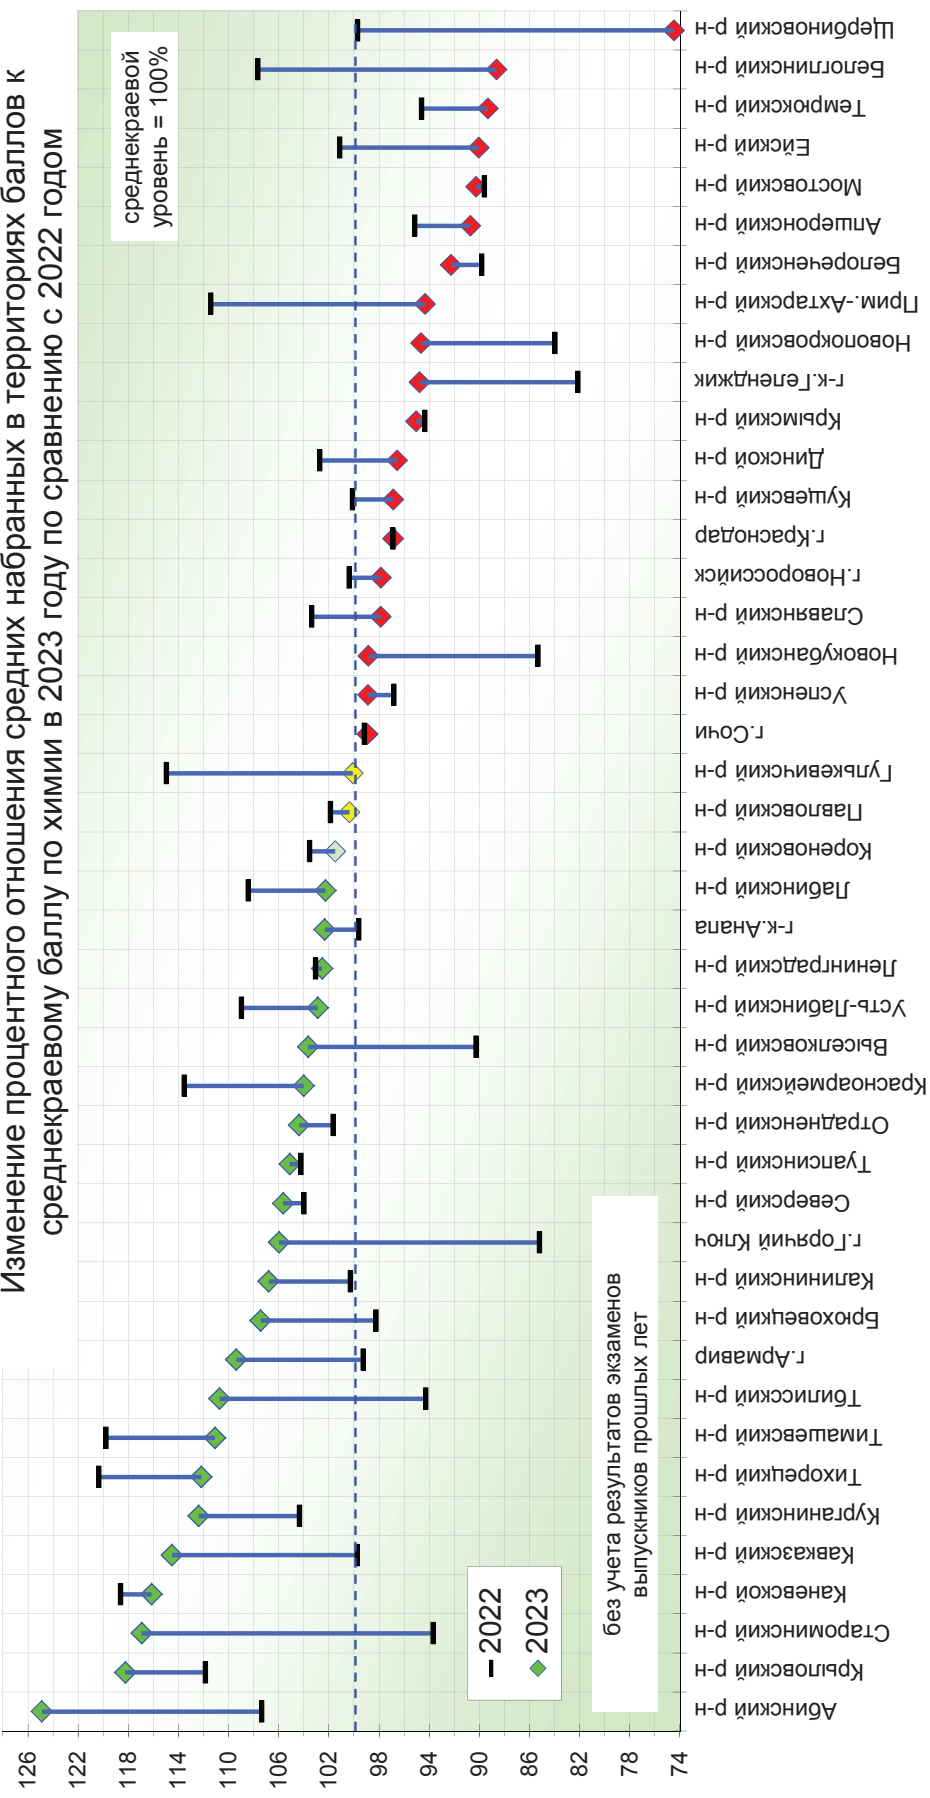 Изменение процентного отношения средних набранных в территориях баллов к
среднекраевому баллу по химии в 2023 году по сравнению с 2022 годом
среднекраевой
уровень = 100%
126
122
118
114
110
106
102
98
94
90
86
82
78
74
2022
2023
без учета результатов экзаменов
выпускников прошлых лет
Абинский р-н
Крыловский р-н
Староминский р-н
Каневской р-н
Кавказский р-н
Курганинский р-н
Тихорецкий р-н
Тимашевский р-н
Тбилисский р-н
г.Армавир
Брюховецкий р-н
Калининский р-н
г.Горячий Ключ
Северский р-н
Туапсинский р-н
Отрадненский р-н
Красноармейский р-н
Выселковский р-н
Усть-Лабинский р-н
Ленинградский р-н
г-к.Анапа
Лабинский р-н
Кореновский р-н
Павловский р-н
Гулькевичский р-н
г.Сочи
Успенский р-н
Новокубанский р-н
Славянский р-н
г.Новороссийск
г.Краснодар
Кущевский р-н
Динской р-н
Крымский р-н
г-к.Геленджик
Новопокровский р-н
Прим.-Ахтарский р-н
Белореченский р-н
Апшеронский р-н
Мостовский р-н
Ейский р-н
Темрюкский р-н
Белоглинский р-н
Щербиновский р-н